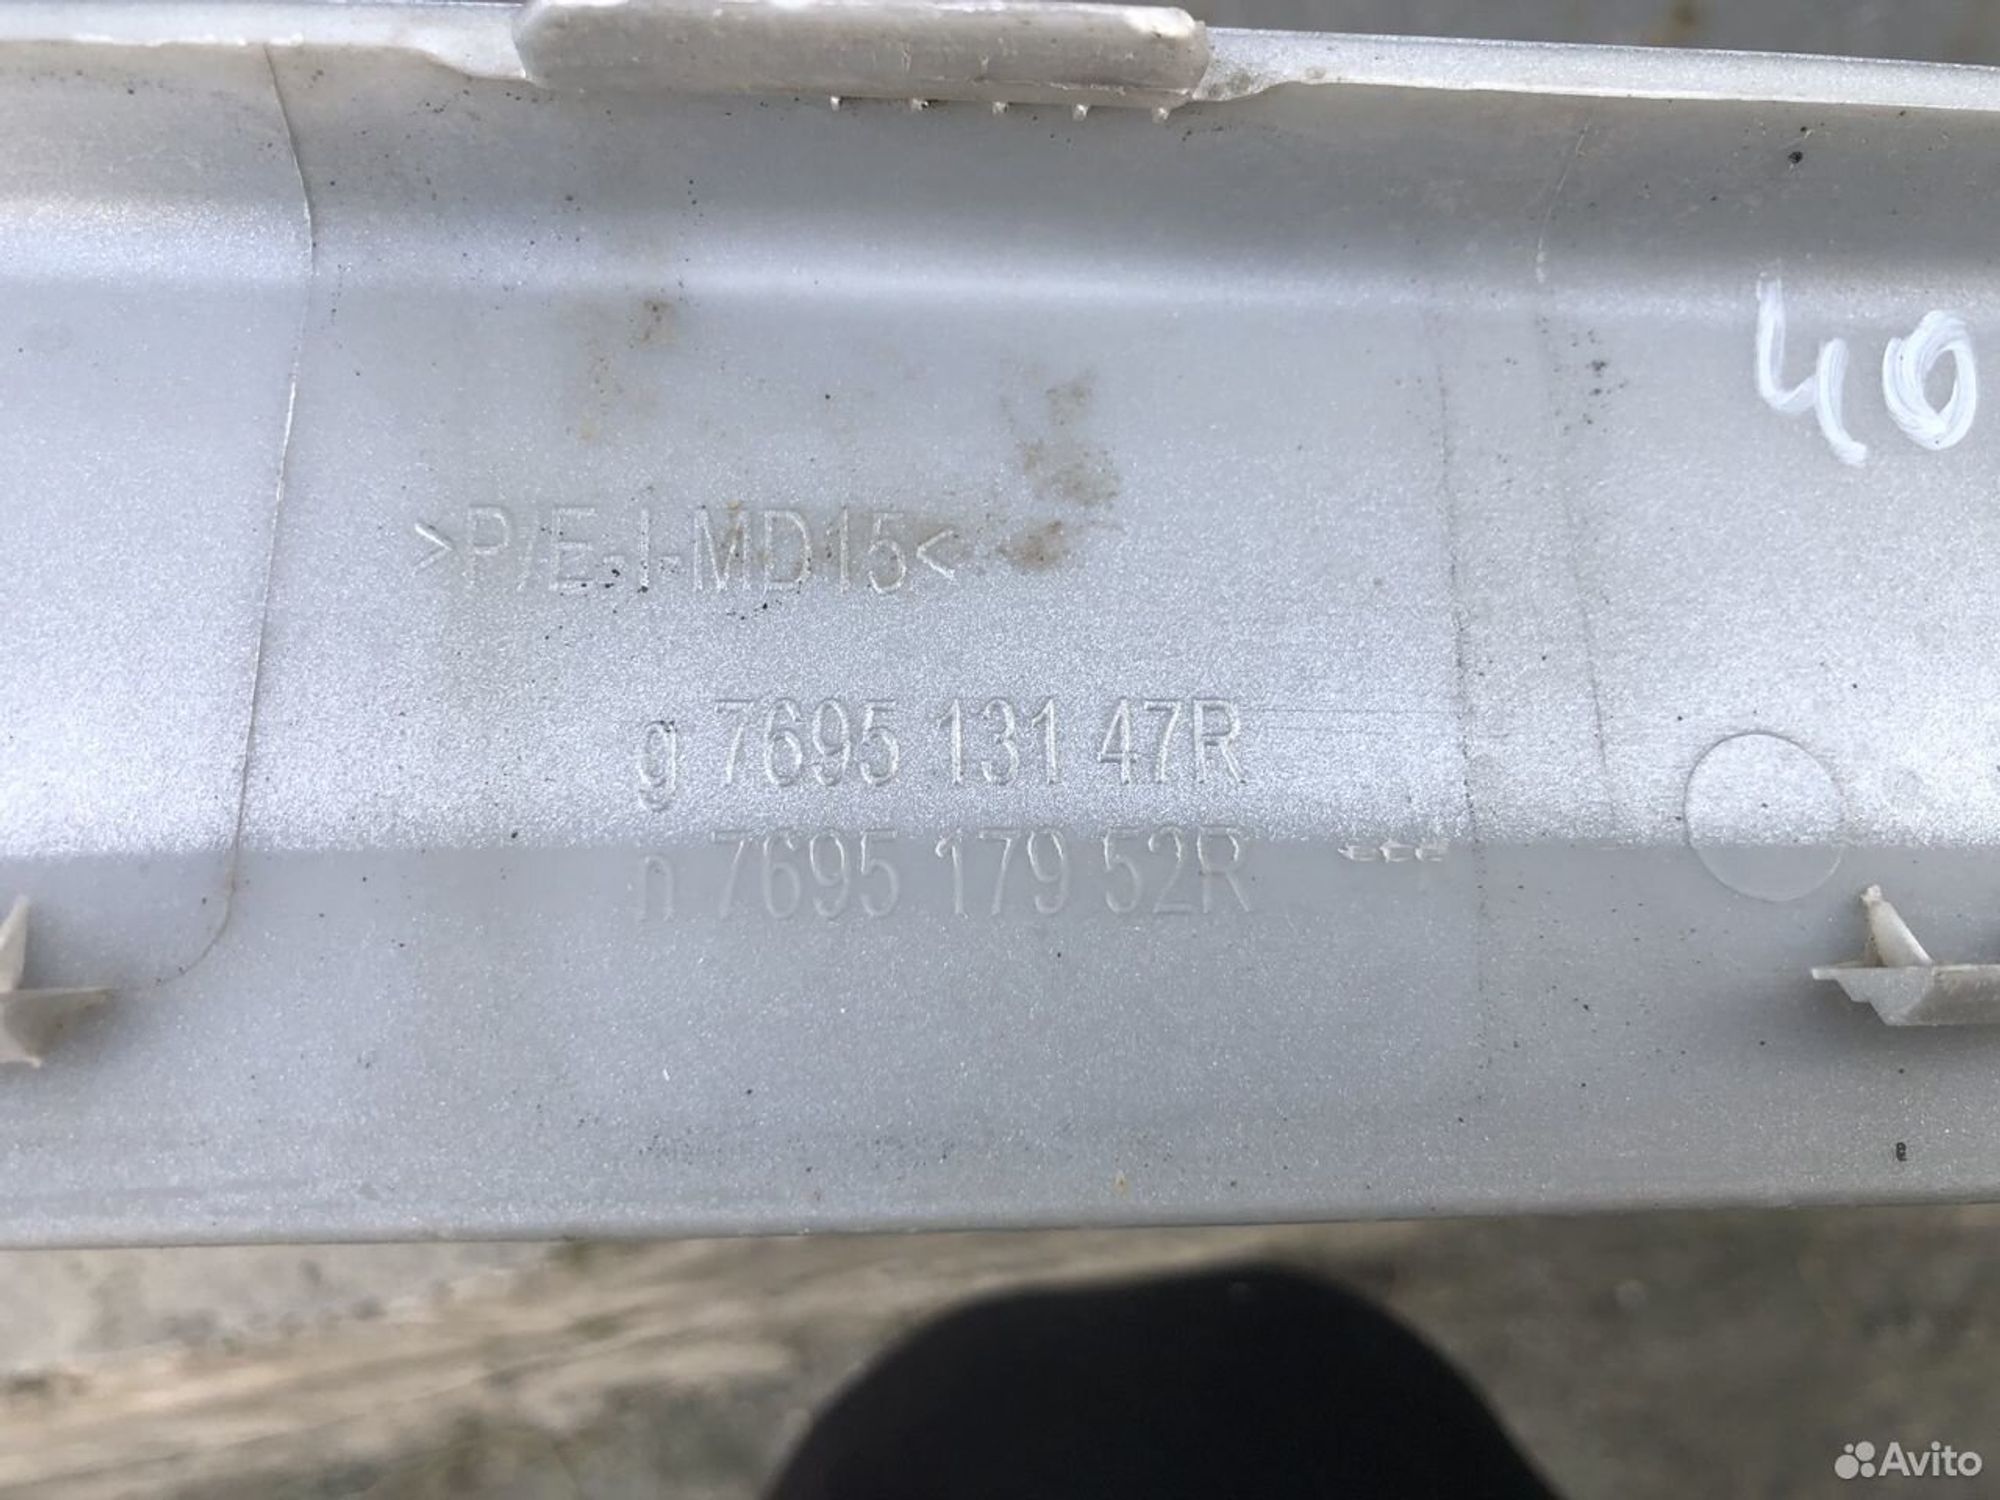 40
>P/E-I-MD15<
g 7695 131 47R
n 7695 179 52R
Avito